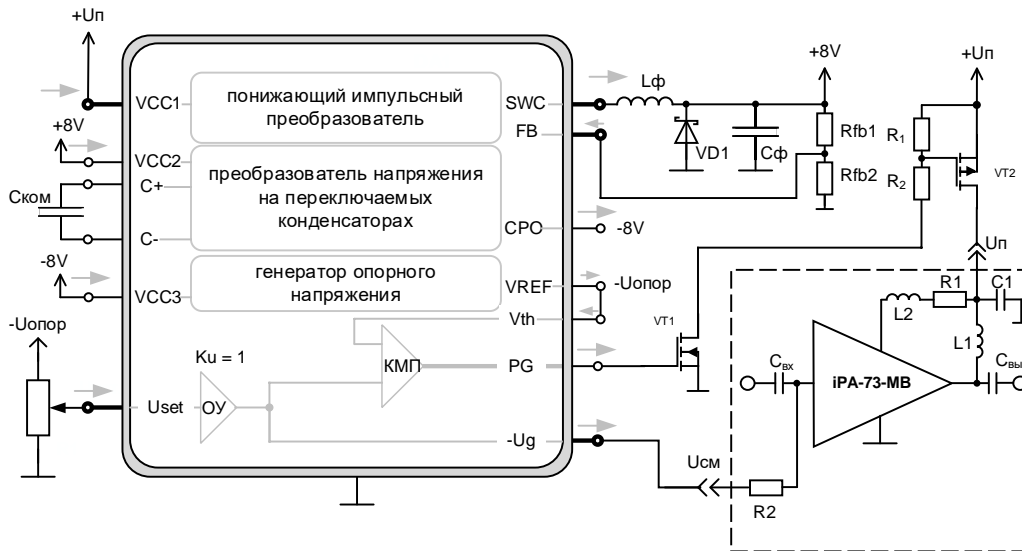 +Uп
VCC1
понижающий импульсный
преобразователь
SWC
FB
+8V
VCC2
C+
преобразователь напряжения
на переключаемых
конденсаторах
Cком
C-
CPO
-8V
-8V
VCC3
генератор опорного
напряжения
VREF
-Uопор
Vth
-Uопор
Ku = 1
КМП
PG
Uset
ОУ
-Ug
Lф
VD1
Cф
+8V
Rfb1
Rfb2
+Uп
R1
R2
VT2
Uп
VT1
R1
C1
L2
L1
Cвх
iPA-73-MB
Cвы
Uсм
R2